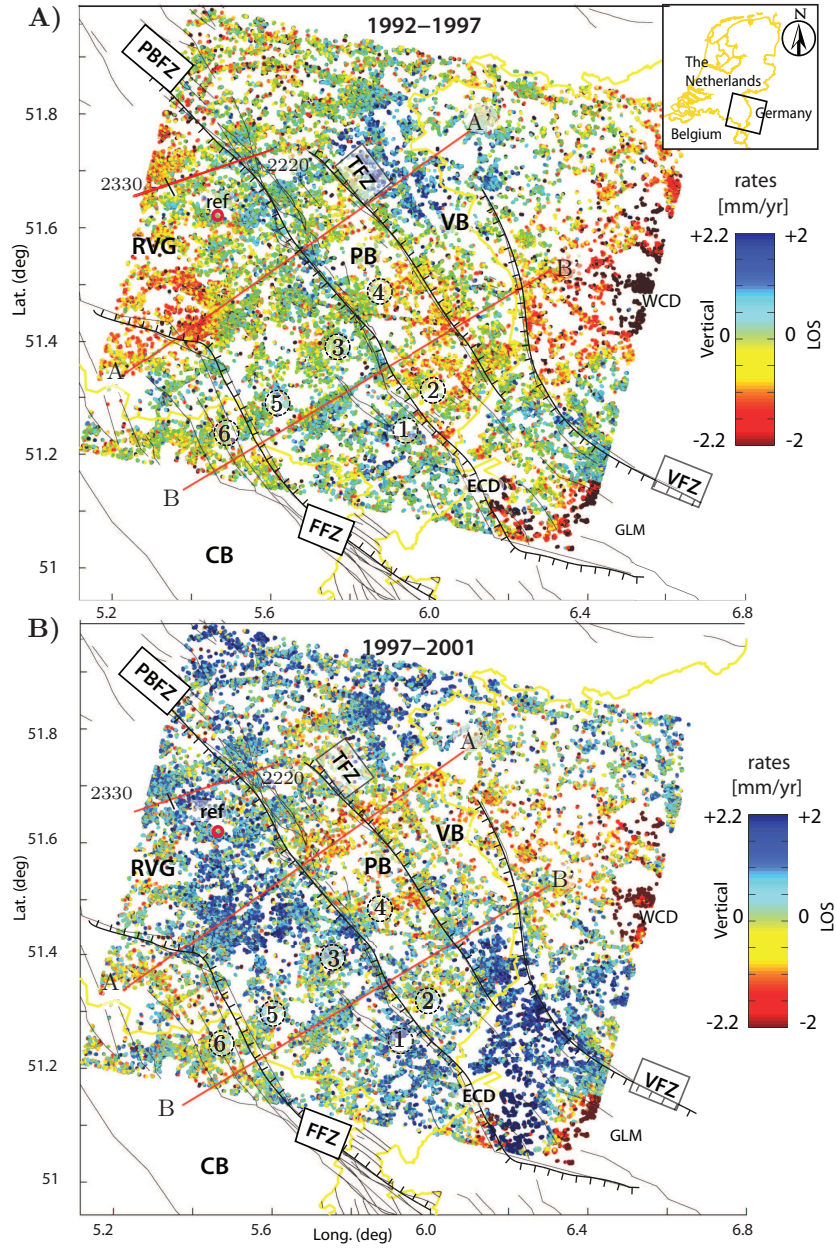 A)
1992–1997
PBFZ
The
Netherlands
Germany
Belgium
51.8
A
2220
TFZ
2330
ref
51.6
RVG
VB
PB
B
WCD
4
rates
[mm/yr]
+2.2
+2
Vertical
0
0
LOS
-2.2
-2
Lat. (deg)
51.4
3
A
2
5
1
6
51.2
B
ECD
VFZ
FFZ
GLM
CB
51
5.2
5.6
6.0
6.4
6.8
B)
1997–2001
PBFZ
51.8
A
TFZ
2220
2330
ref
51.6
VB
RVG
PB
B
WCD
4
rates
[mm/yr]
+2.2
+2
Vertical
0
0
LOS
-2.2
-2
Lat. (deg)
51.4
3
A
2
5
1
6
51.2
B
ECD
VFZ
FFZ
GLM
CB
51
5.2
5.6
5.8
6.0
6.4
6.8
Long. (deg)